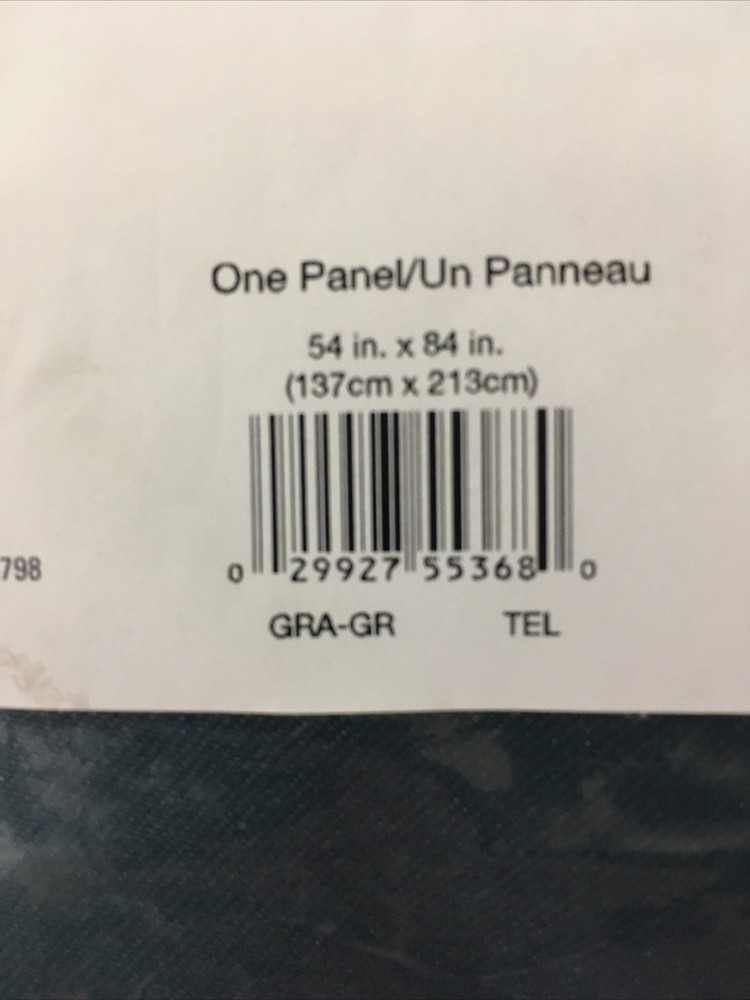 One Panel/Un Panneau
54 in. x 84 in.
(137cm x 213cm)
798
0 29927 55368 0
GRA-GR TEL